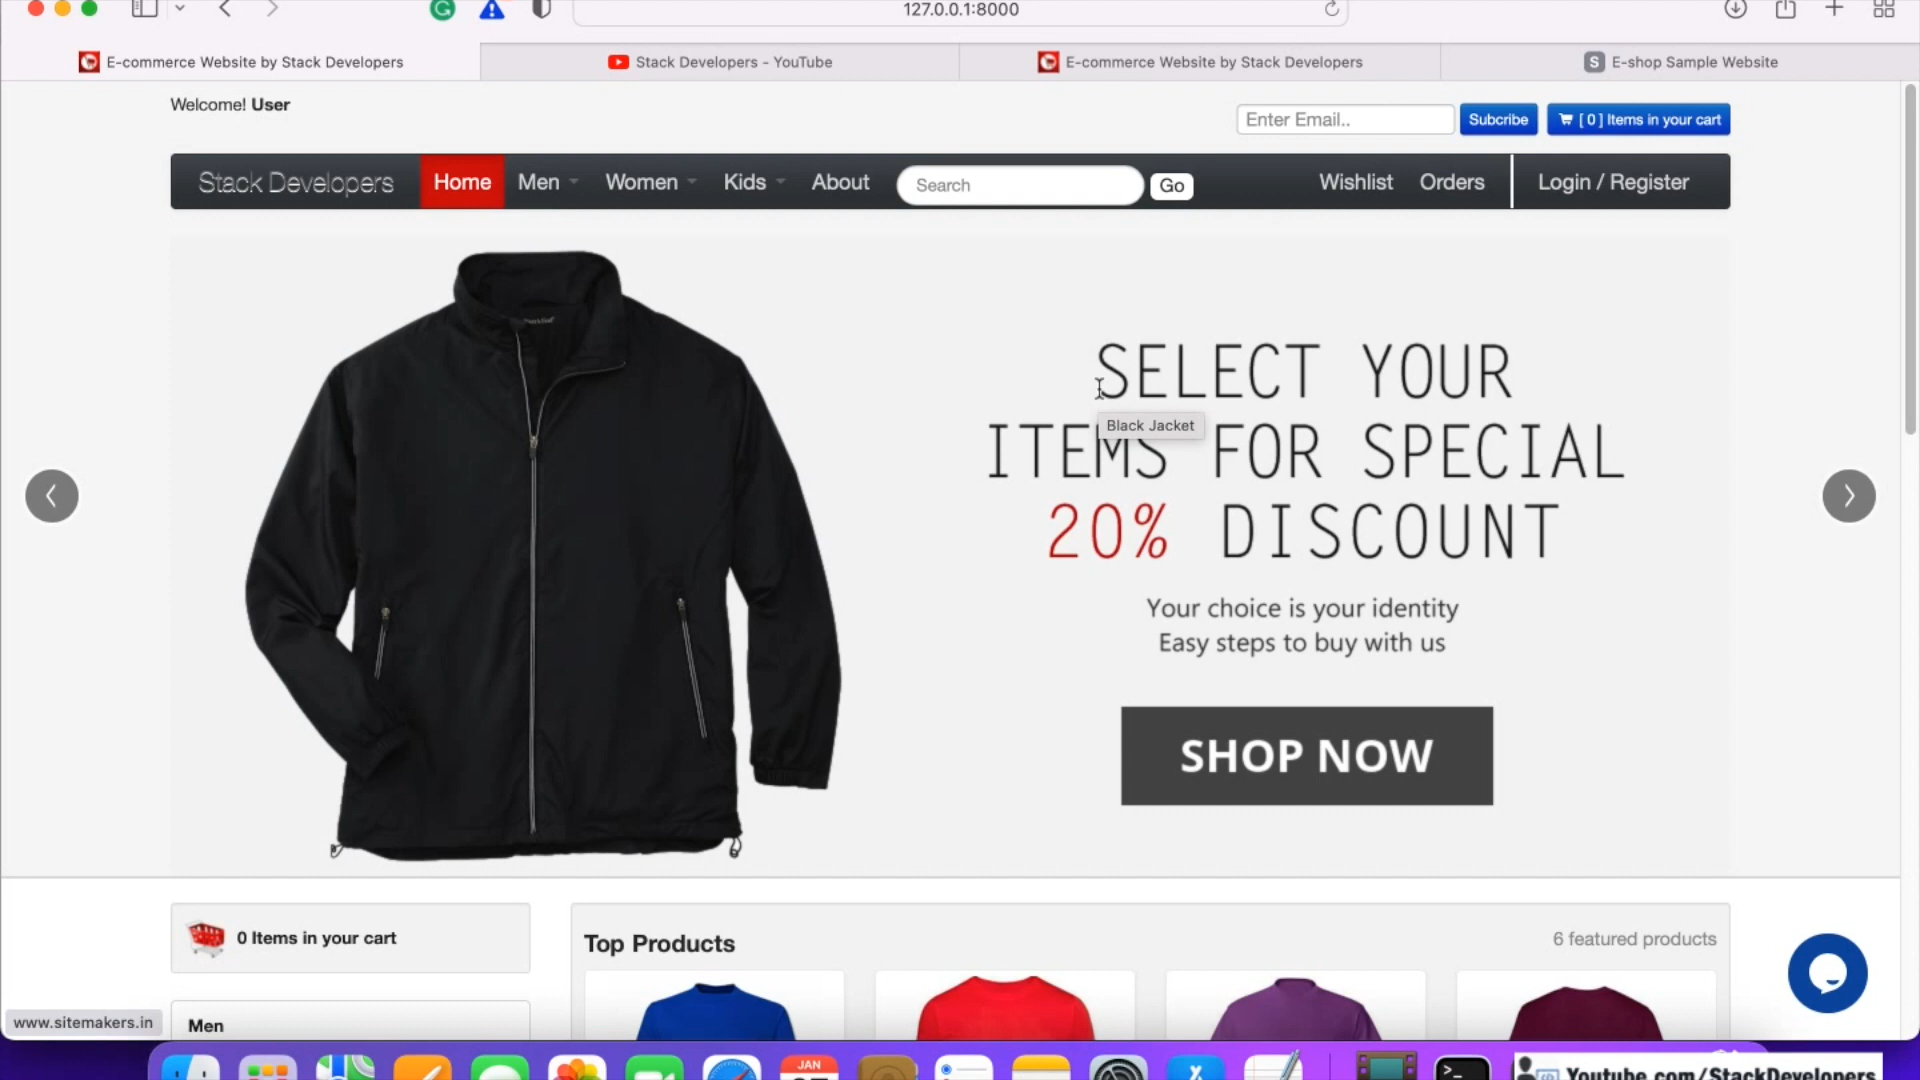 127.0.0.1:8000
E-commerce Website by Stack Developers
Stack Developers - YouTube
E-commerce Website by Stack Developers
S E-shop Sample Website
Welcome! User
Enter Email..
Subcribe
[ 0 ] Items in your cart
Stack Developers
Home
Men
Women
Kids
About
Search
Go
Wishlist
Orders
Login / Register
SELECT YOUR
Black Jacket
ITEMS FOR SPECIAL
20% DISCOUNT
Your choice is your identity
Easy steps to buy with us
SHOP NOW
0 Items in your cart
Top Products
6 featured products
Men
www.sitemakers.in
JAN
Youtube.com/StackDevelopers